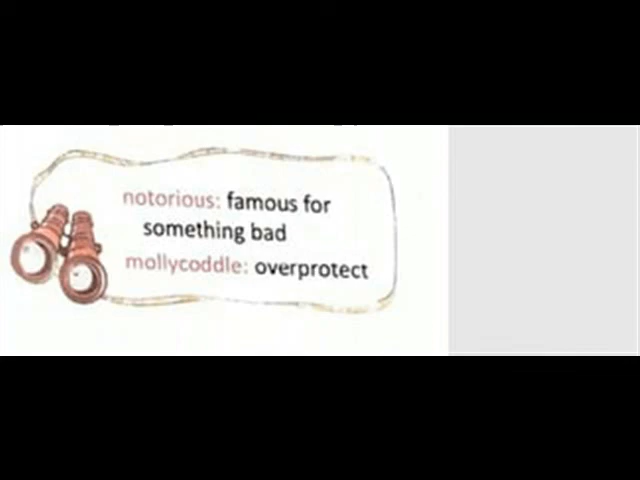 notorious: famous for
something bad
mollycoddle: overprotect